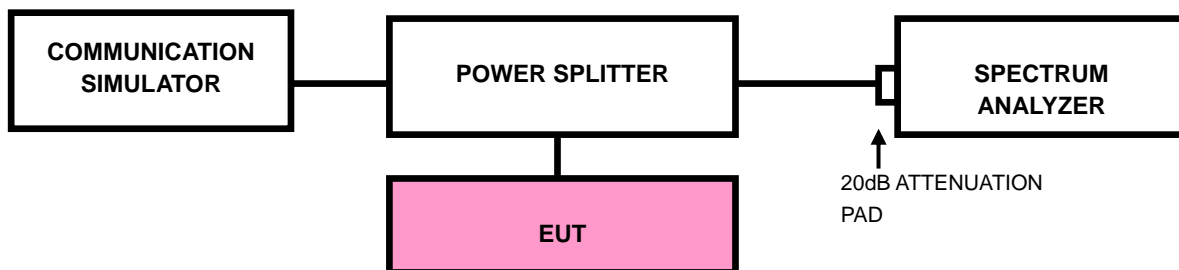 COMMUNICATION
SIMULATOR
POWER SPLITTER
SPECTRUM
ANALYZER
20dB ATTENUATION
PAD
EUT